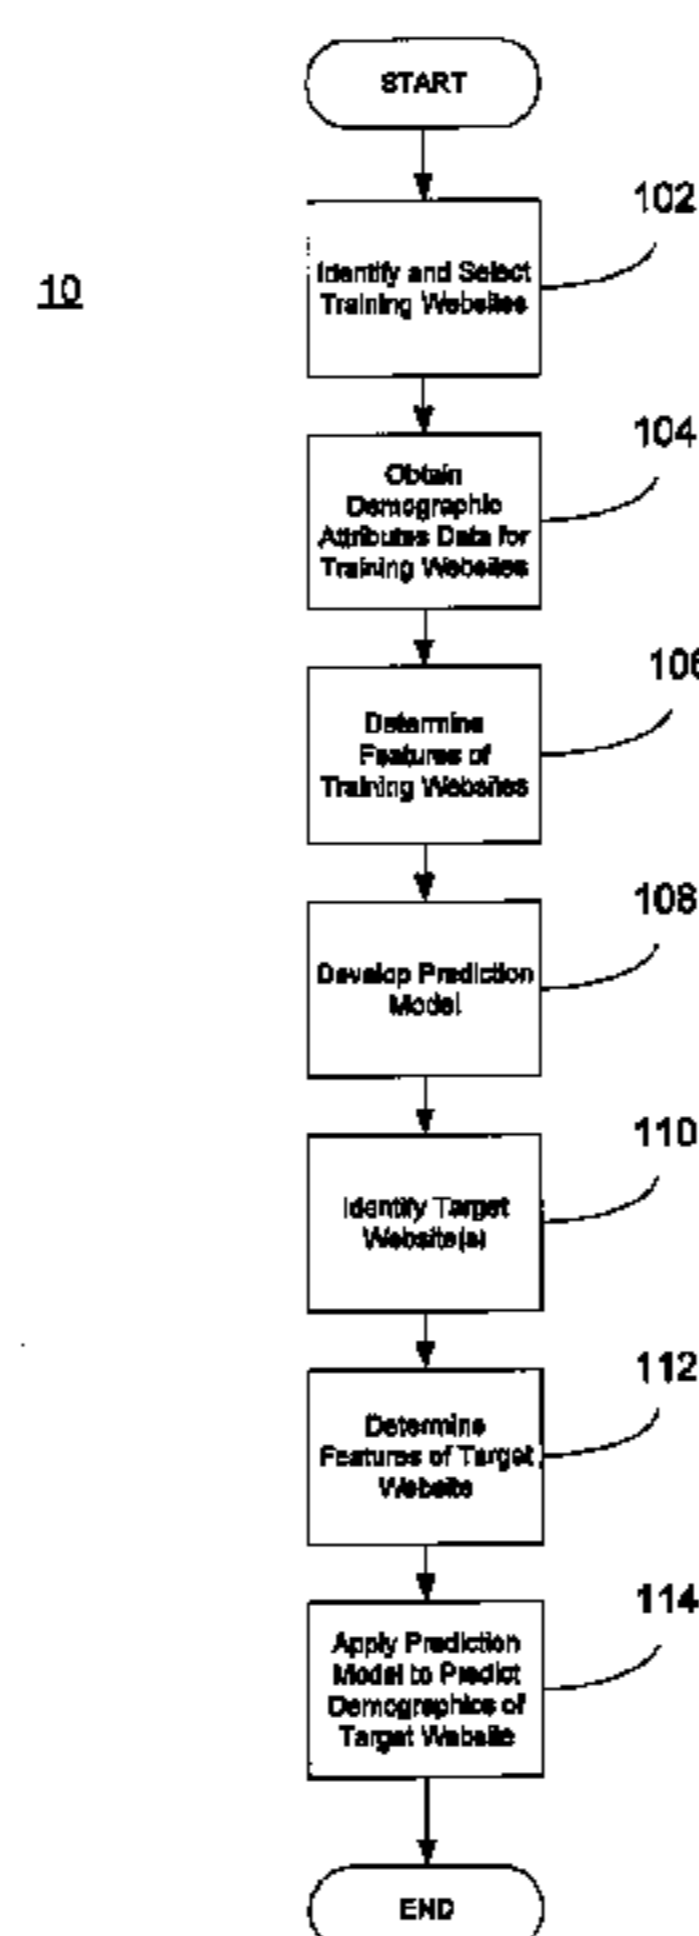 START
102
10
Identify and Select
Training Websites
104
Obtain
Demographic
Attributes Data for
Training Websites
106
Determine
Features of
Training Websites
108
Develop Prediction
Model
110
Identify Target
Website(s)
112
Determine
Features of Target
Website
114
Apply Prediction
Model to Predict
Demographics of
Target Website
END